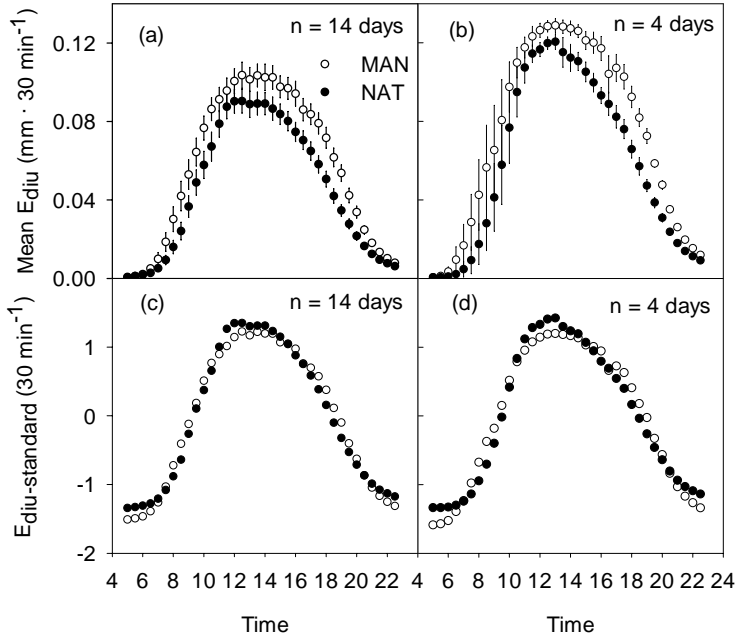 (a)
n = 14 days
MAN
NAT
(b)
n = 4 days
Mean E_diu (mm · 30 min⁻¹)
0.12
0.08
0.04
0.00
(c)
n = 14 days
(d)
n = 4 days
E_diu-standard (30 min⁻¹)
1
0
-1
-2
4 6 8 10 12 14 16 18 20 22 4 6 8 10 12 14 16 18 20 22 24
Time
Time